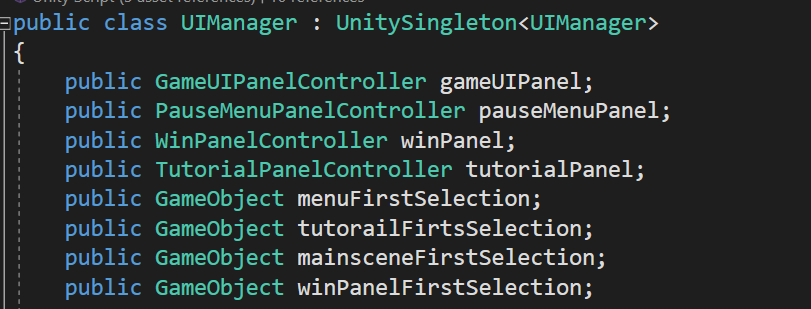 public class UIManager : UnitySingleton<UIManager>
{
public GameUIPanelController gameUIPanel;
public PauseMenuPanelController pauseMenuPanel;
public WinPanelController winPanel;
public TutorialPanelController tutorialPanel;
public GameObject menuFirstSelection;
public GameObject tutorailFirtsSelection;
public GameObject mainsceneFirstSelection;
public GameObject winPanelFirstSelection;